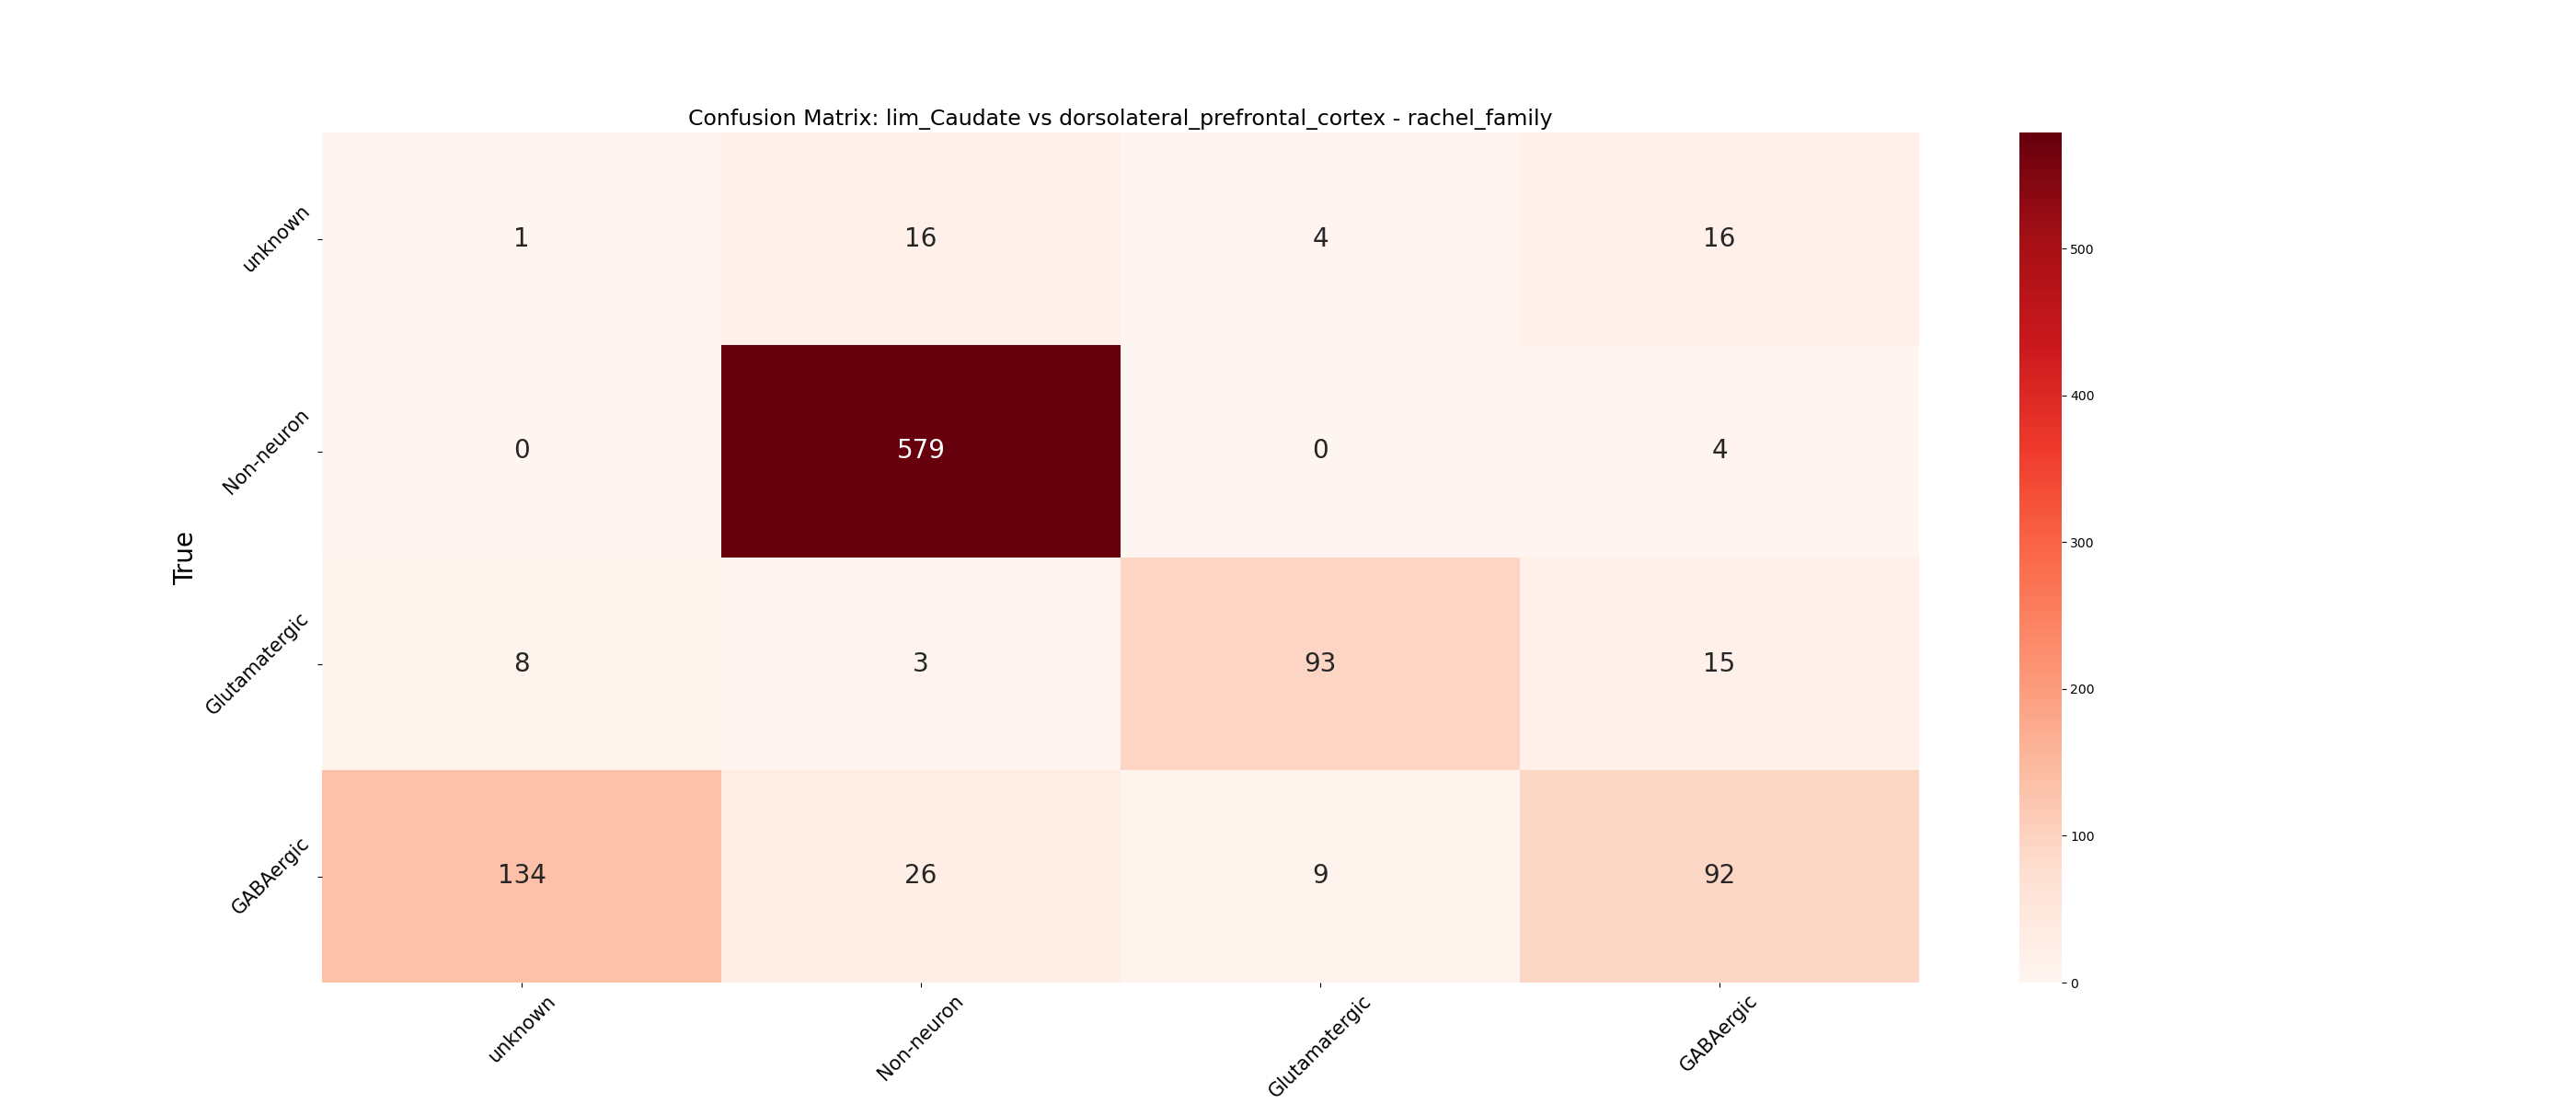 Confusion Matrix: lim_Caudate vs dorsolateral_prefrontal_cortex - rachel_family
unknown 1 16 4 16
Non-neuron 0 579 0 4
Glutamatergic 8 3 93 15
GABAergic 134 26 9 92
True
unknown Non-neuron Glutamatergic GABAergic
500
400
300
200
100
0